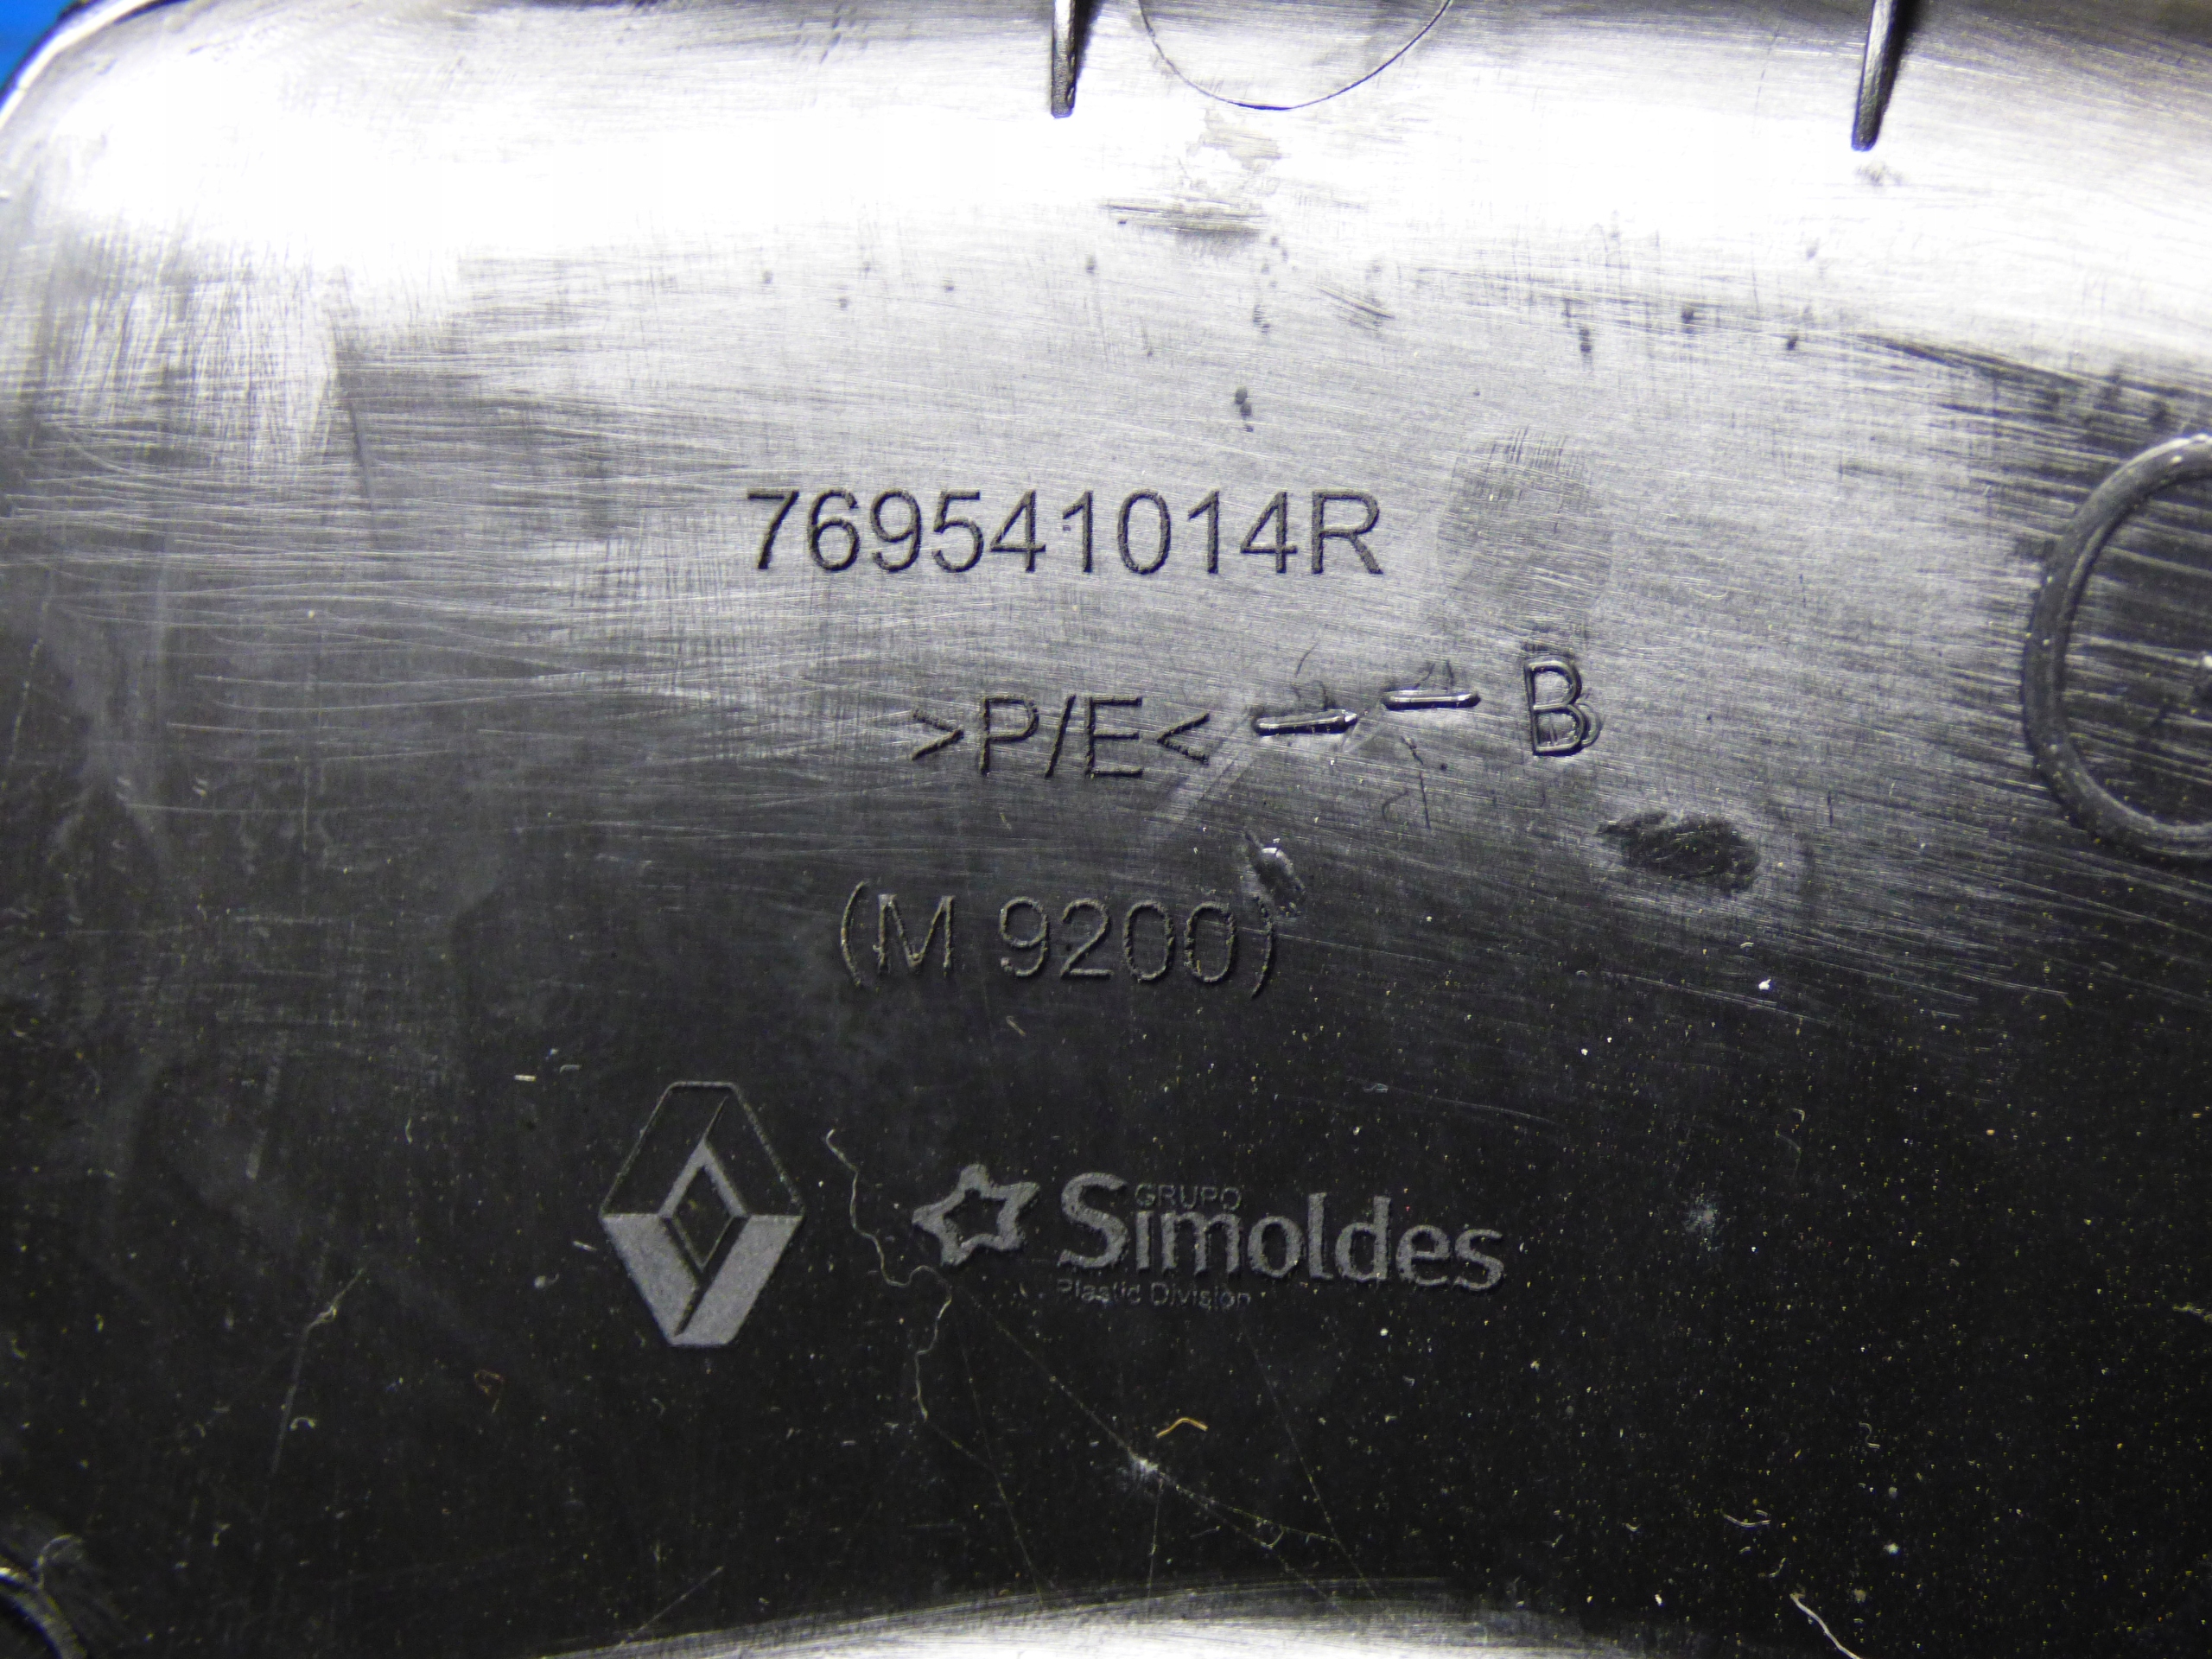 769541014R
>P/E< — — B
(M 9200)
GRUPO
Simoldes
Plastic Division